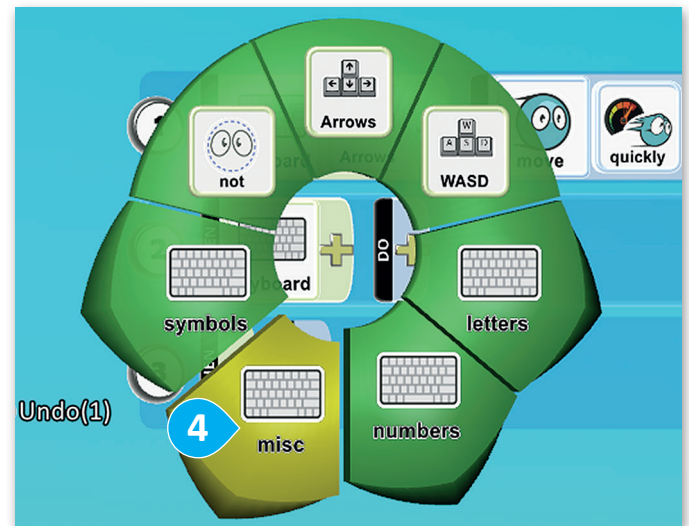 Arrows
not
WASD
W
A S D
move
quickly
symbols
DO
letters
Undo(1)
4
misc
numbers